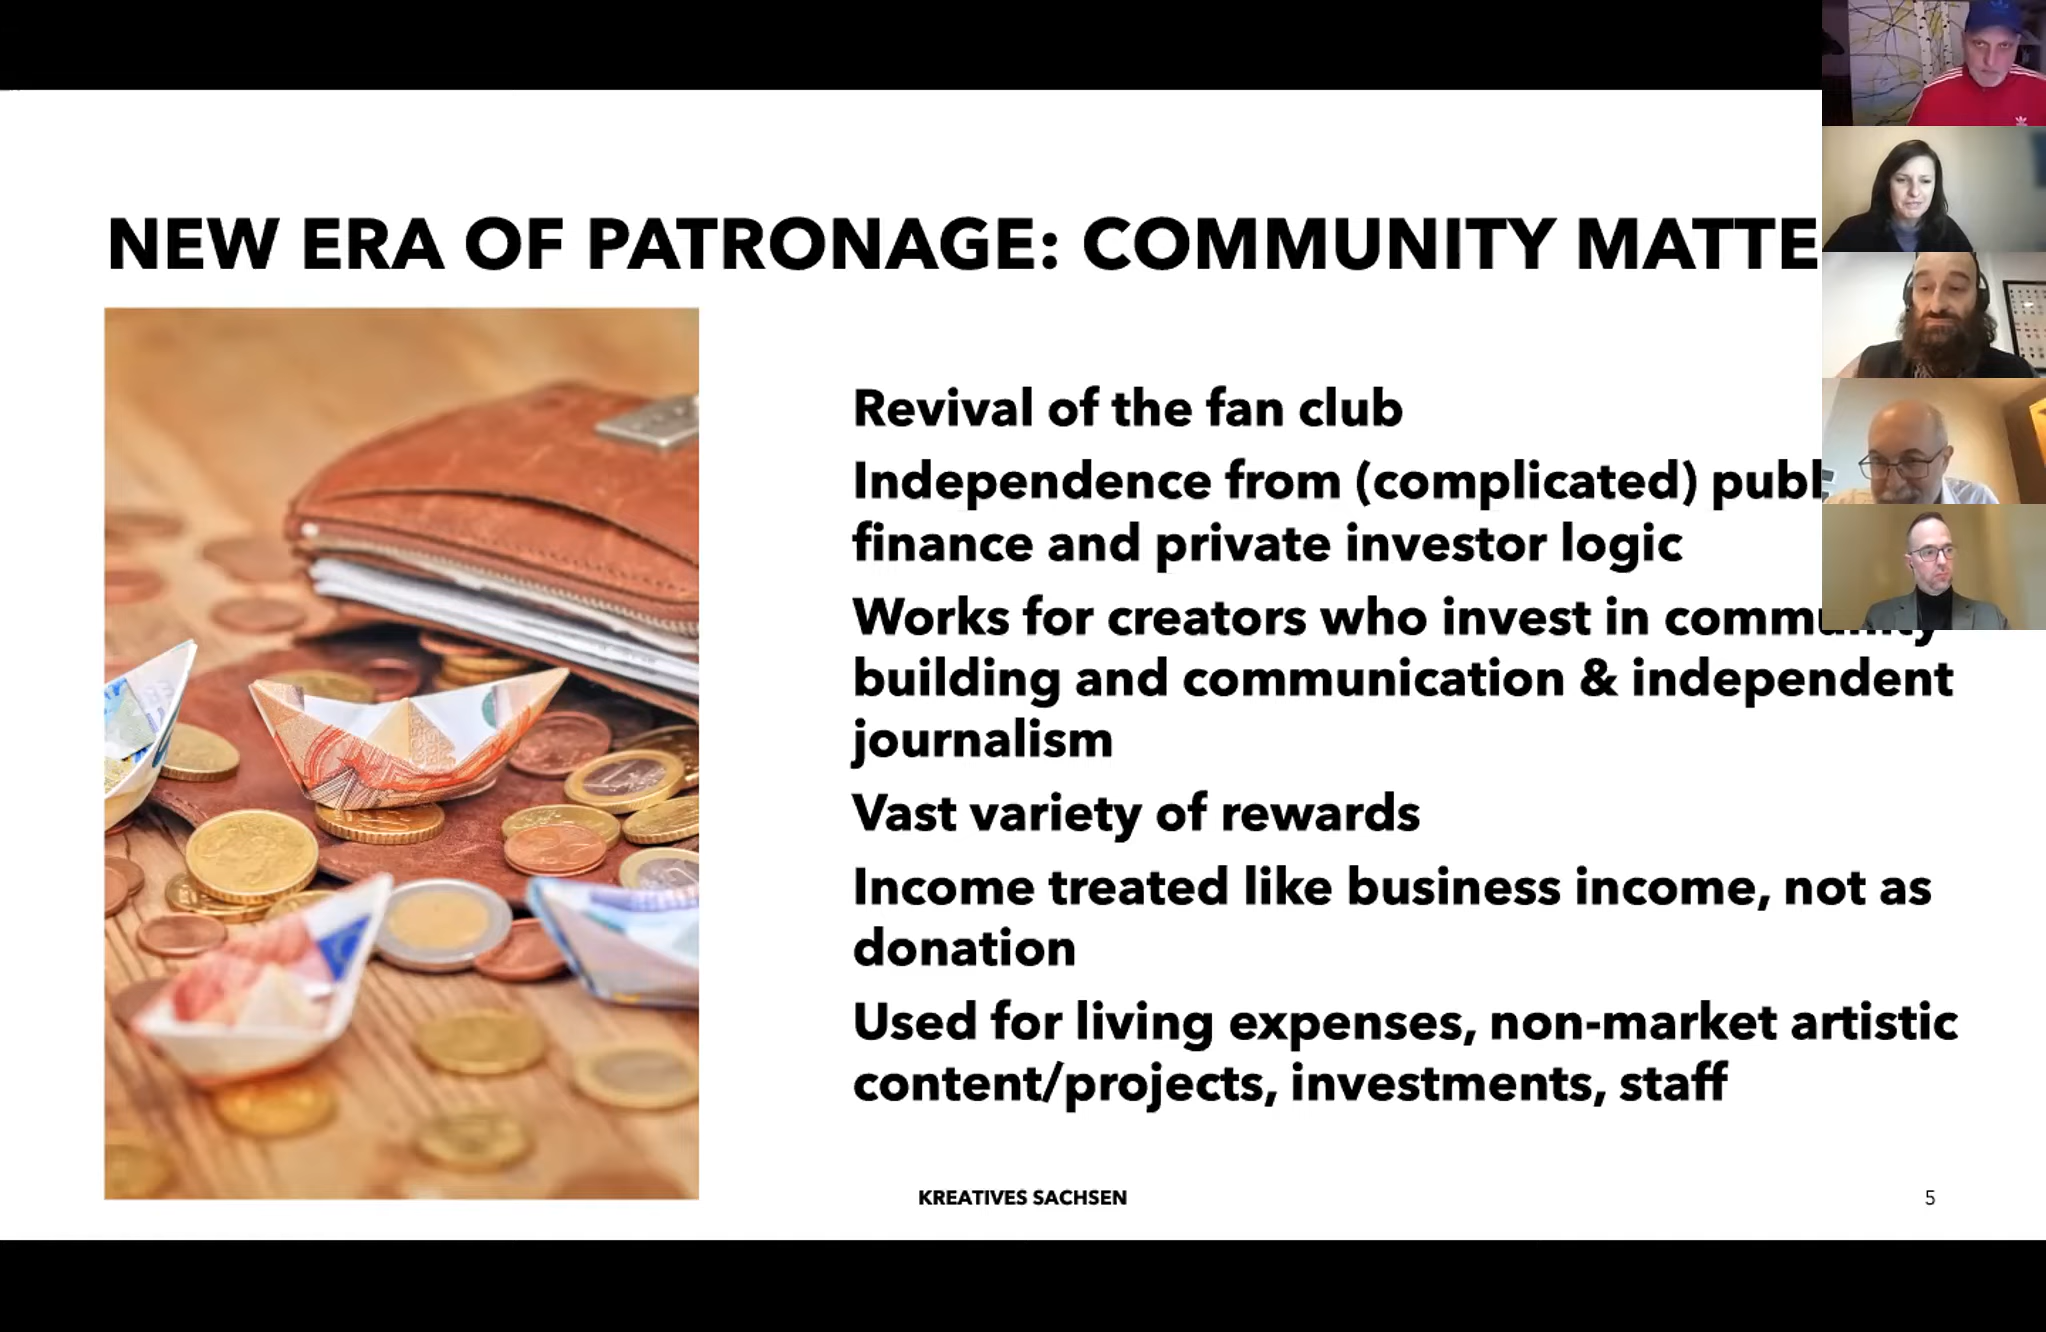 NEW ERA OF PATRONAGE: COMMUNITY MATTE
Revival of the fan club
Independence from (complicated) publ
finance and private investor logic
Works for creators who invest in community
building and communication & independent
journalism
Vast variety of rewards
Income treated like business income, not as
donation
Used for living expenses, non-market artistic
content/projects, investments, staff
KREATIVES SACHSEN
5